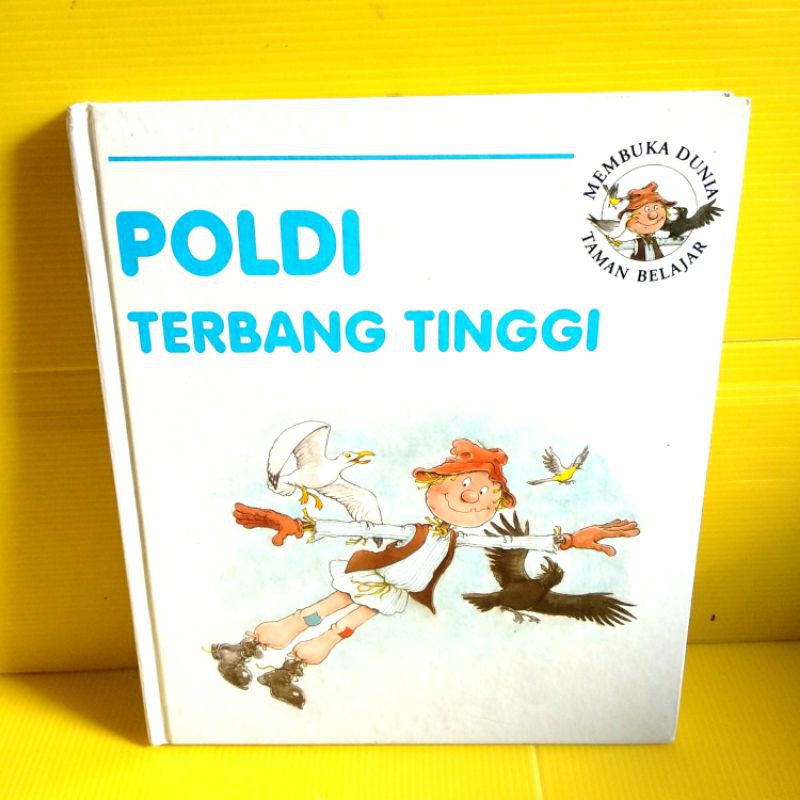 MEMBUKA DUNIA
TAMAN BELAJAR
POLDI
TERBANG TINGGI